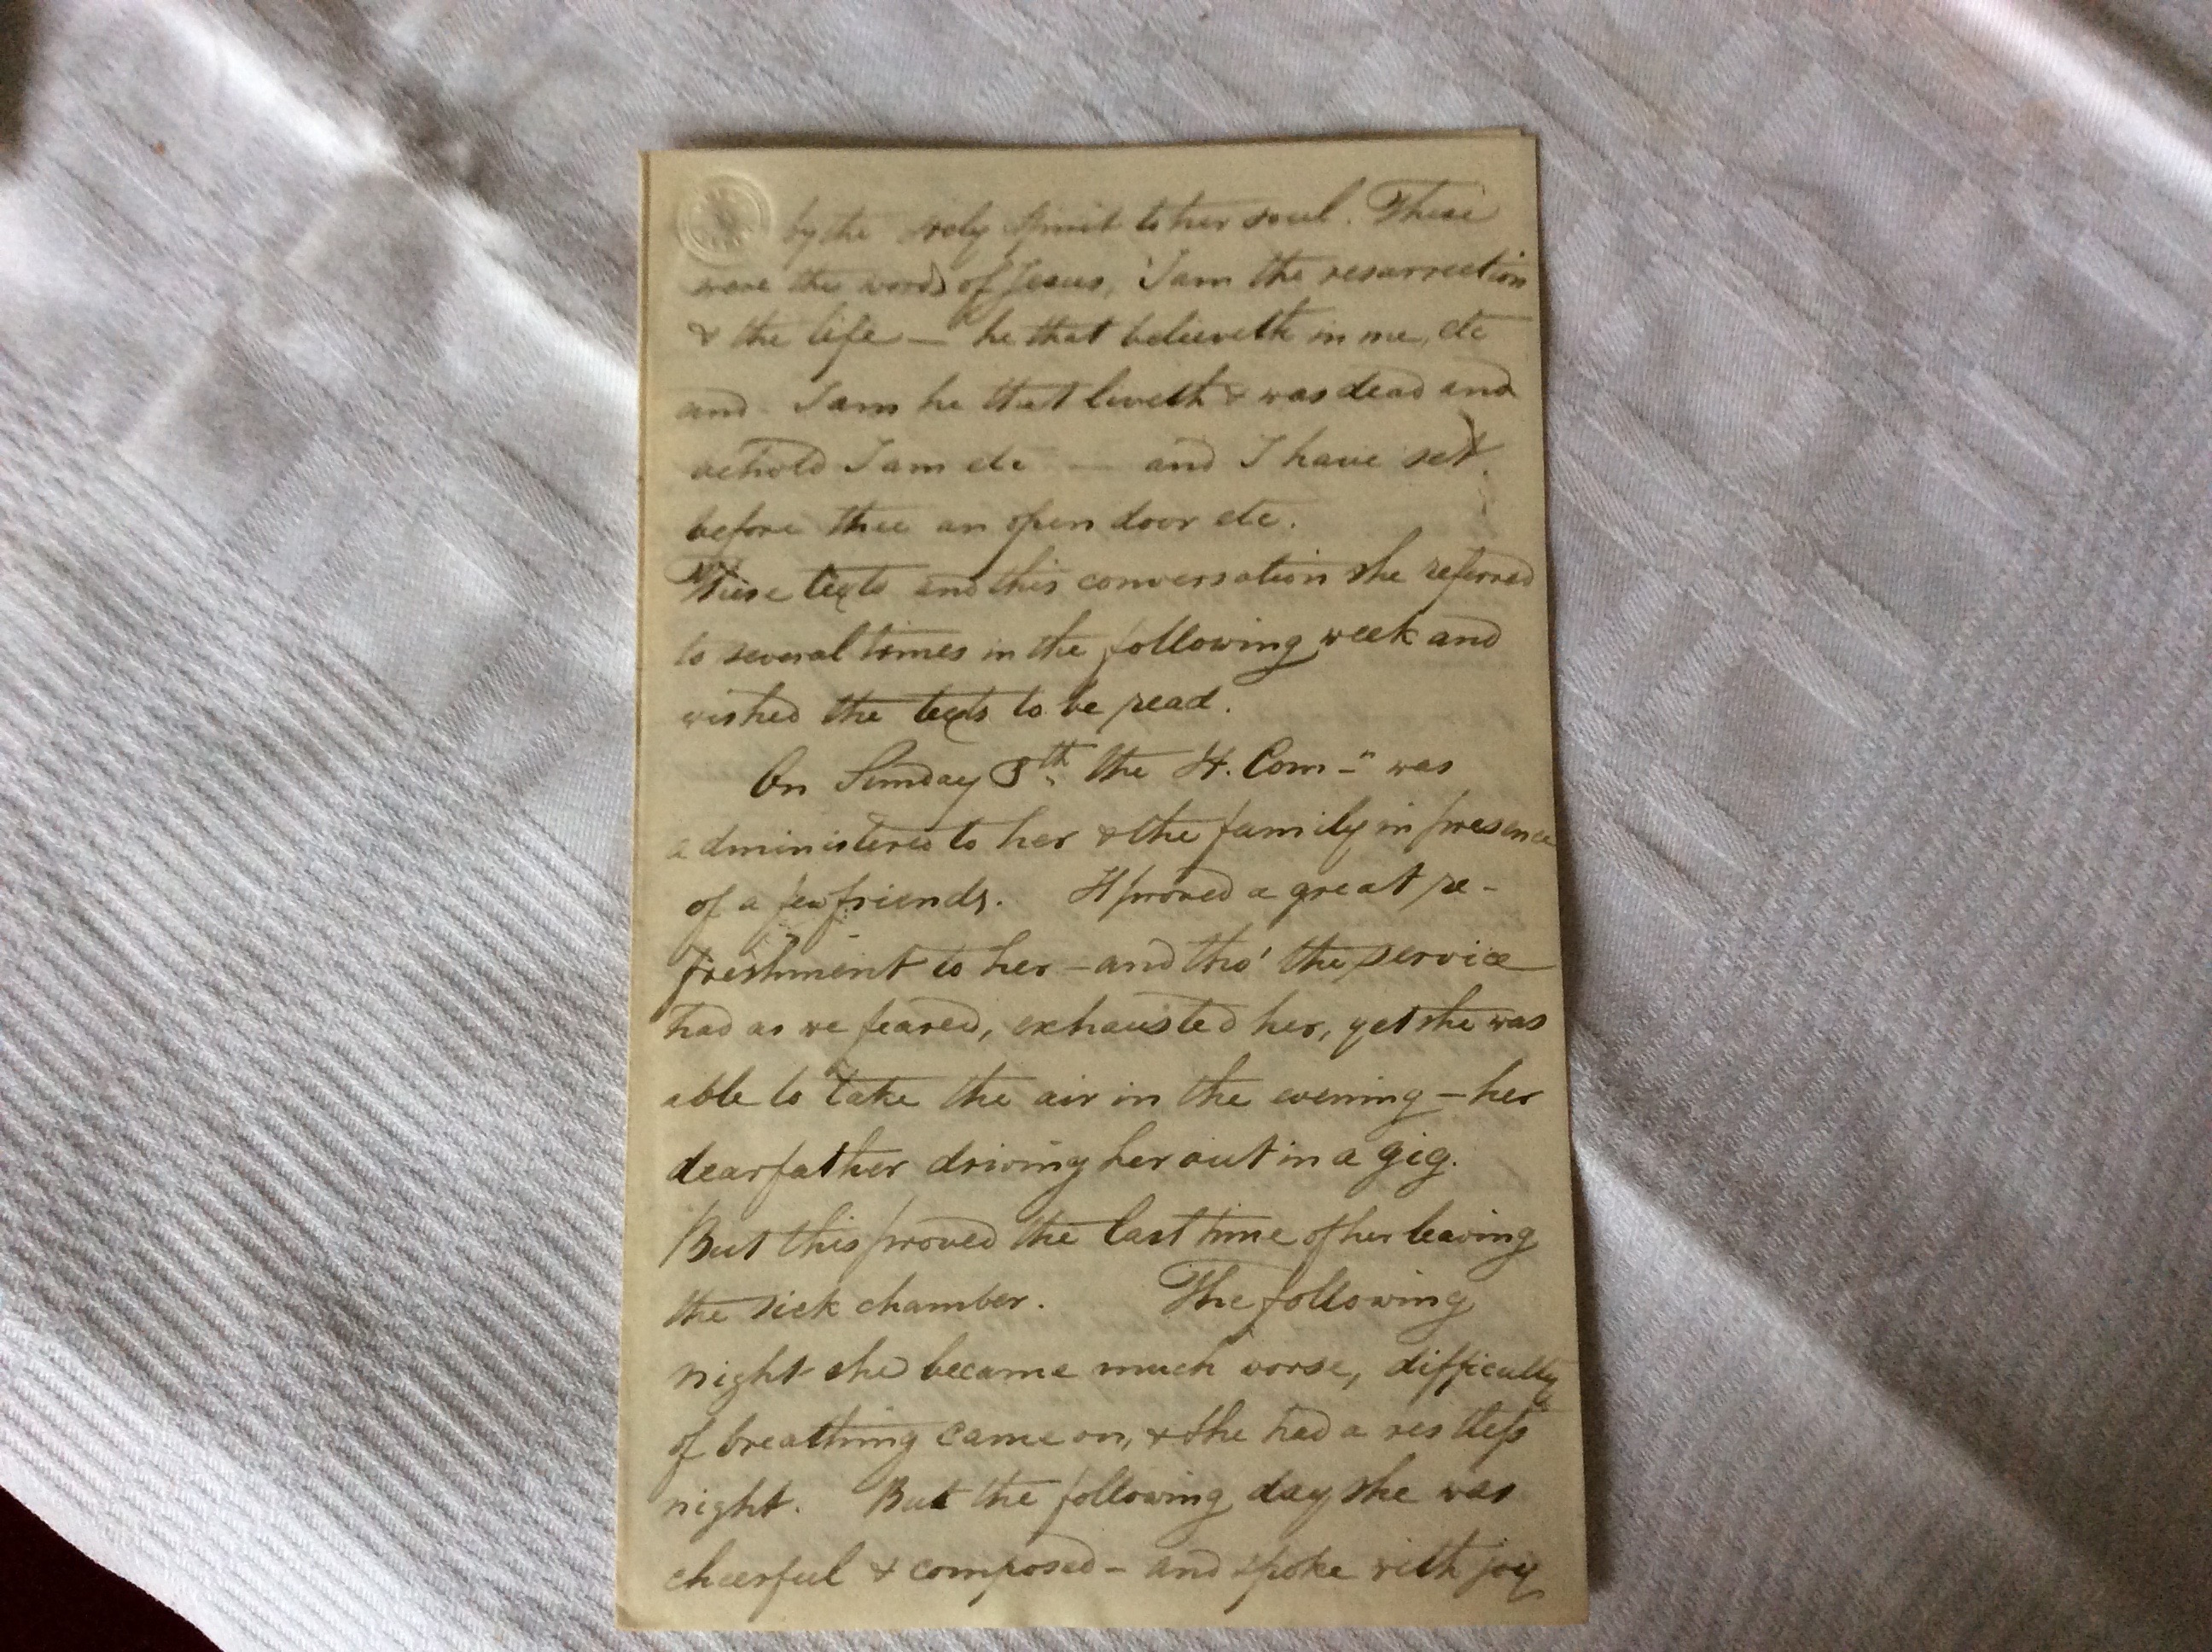 by the Holy Spirit to her soul. These
were the words of Jesus, 'I am the resurrection
& the life — he that believeth in me, etc
and I am he that liveth & was dead and
behold I am etc — and I have set
before thee an open door etc.
These texts and this conversation she referred
to several times in the following week and
wished the texts to be read.
On Sunday 8th the H. Com-n was
administered to her & the family in presence
of a few friends. It proved a great re-
freshment to her – and tho' the service
had as we feared, exhausted her, yet she was
able to take the air in the evening – her
dear father driving her out in a gig.
But this proved the last time of her leaving
the sick chamber. The following
night she became much worse, difficulty
of breathing came on, & she had a restless
night. But the following day she was
cheerful & composed – and spoke with joy